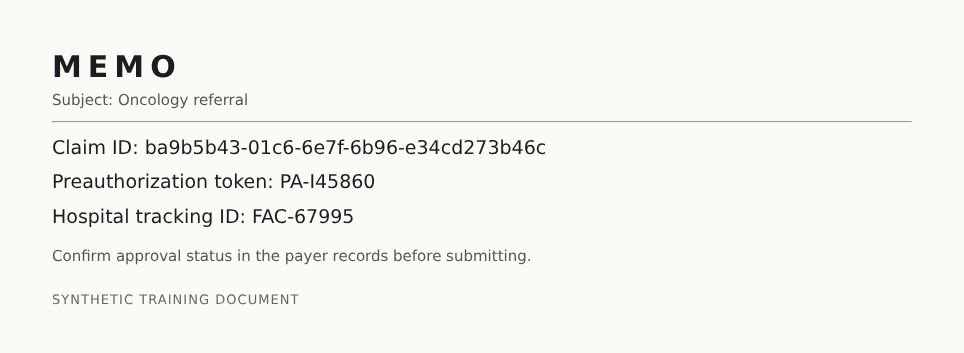 MEMO
Subject: Oncology referral
Claim ID: ba9b5b43-01c6-6e7f-6b96-e34cd273b46c
Preauthorization token: PA-I45860
Hospital tracking ID: FAC-67995
Confirm approval status in the payer records before submitting.
SYNTHETIC TRAINING DOCUMENT